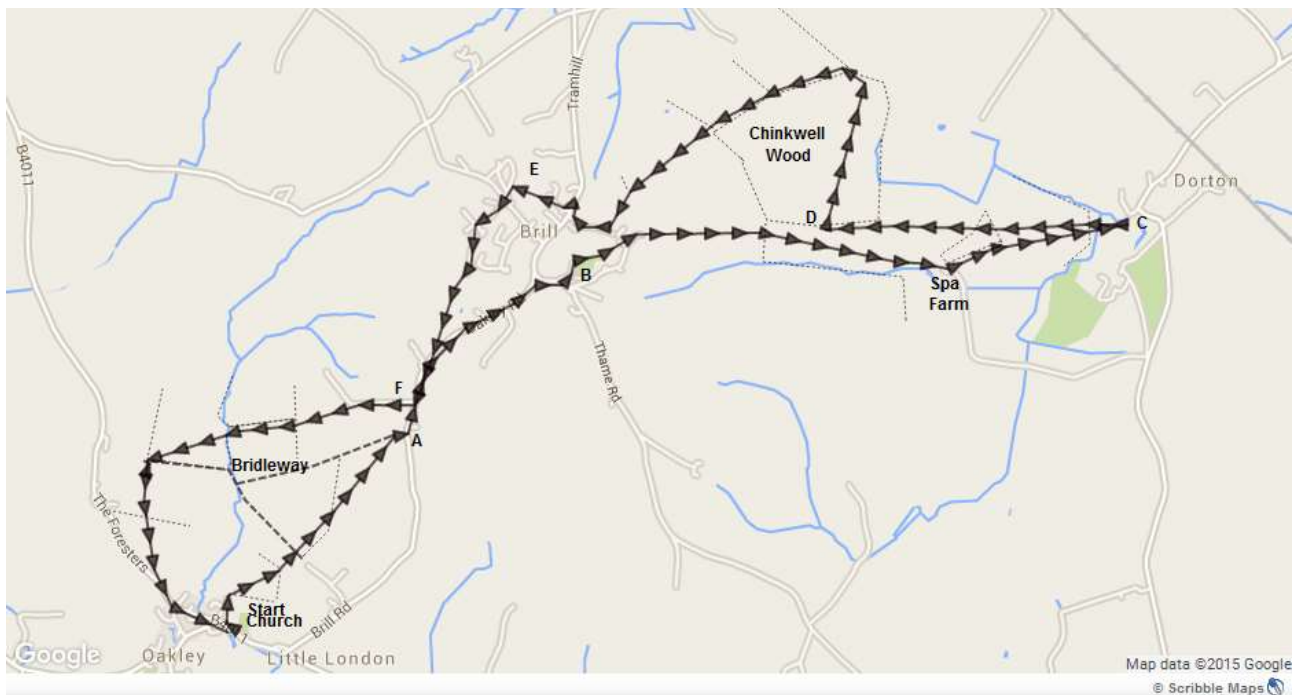 Tramhill
B4011
Chinkwell
Wood
E
Dorton
D
C
Brill
B
Spa
Farm
Thame Rd
F
A
Bridleway
The Foresters
Start
Church
Brill Rd
Google
Oakley
Little London
Map data ©2015 Google
© Scribble Maps